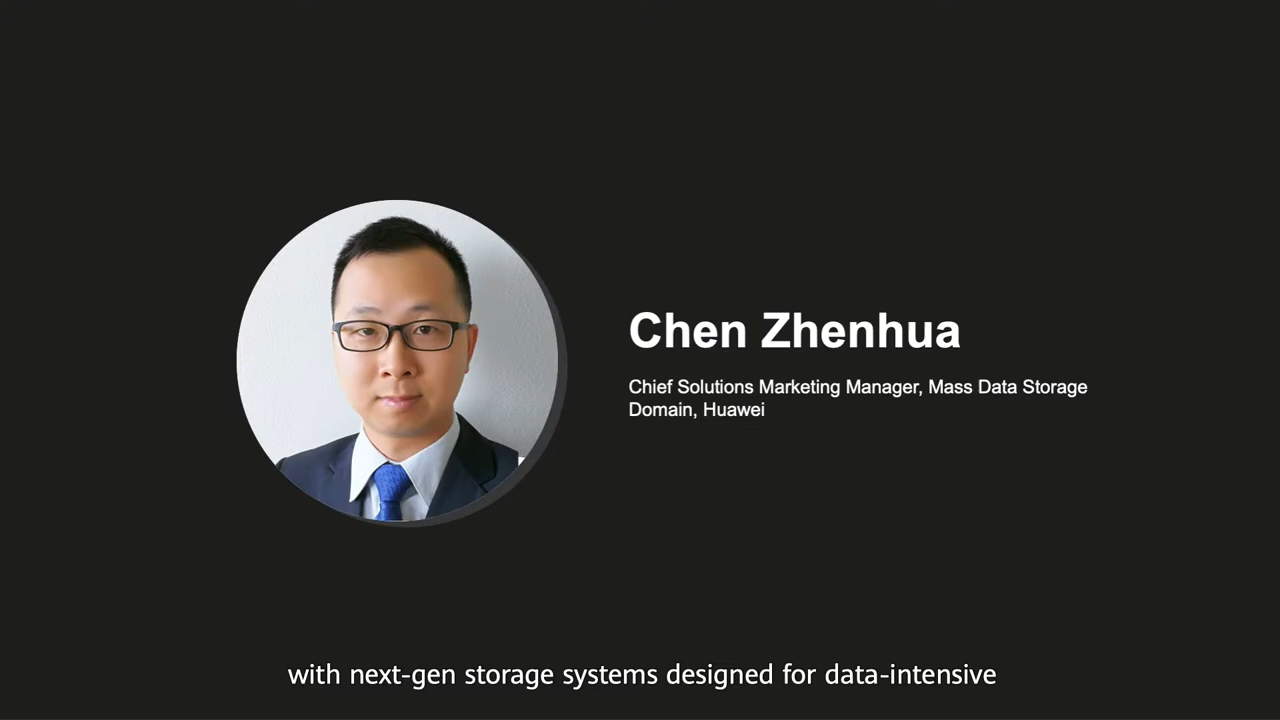 Chen Zhenhua
Chief Solutions Marketing Manager, Mass Data Storage
Domain, Huawei
with next-gen storage systems designed for data-intensive